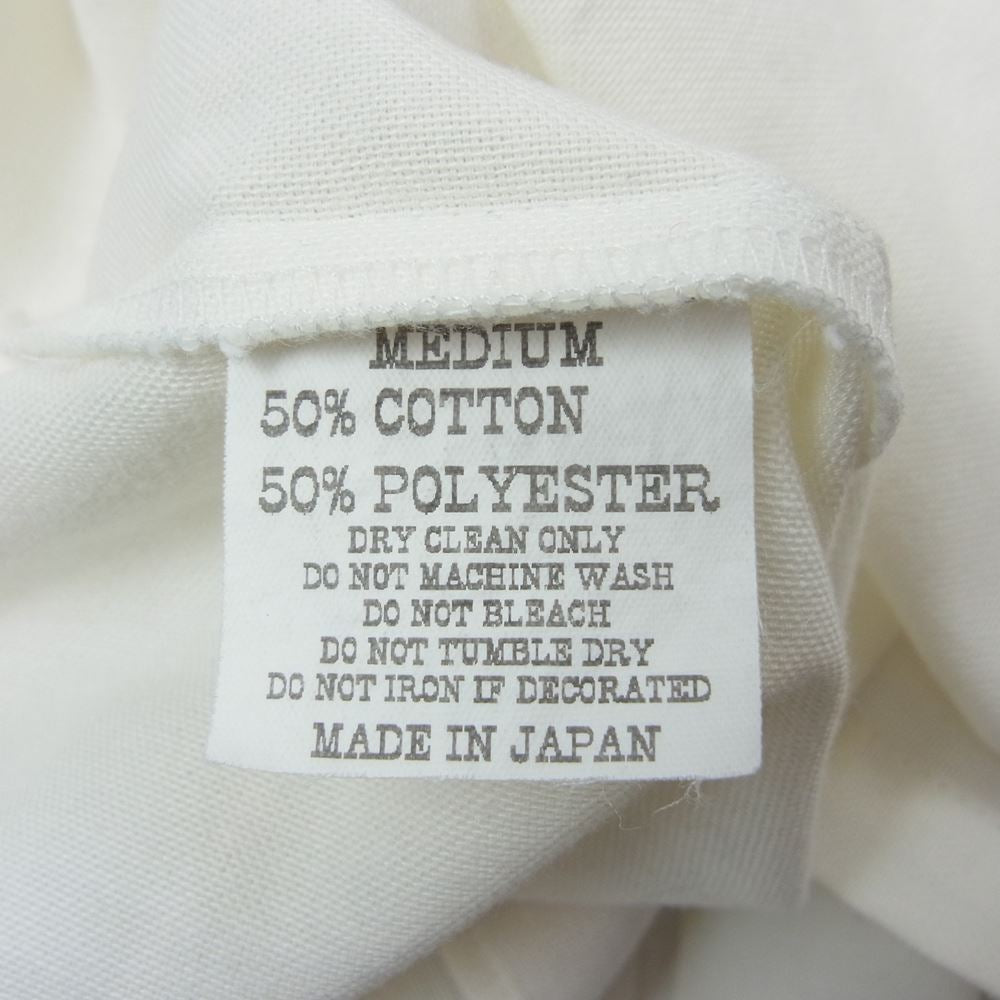 MEDIUM
50% COTTON
50% POLYESTER
DRY CLEAN ONLY
DO NOT MACHINE WASH
DO NOT BLEACH
DO NOT TUMBLE DRY
DO NOT IRON IF DECORATED
MADE IN JAPAN